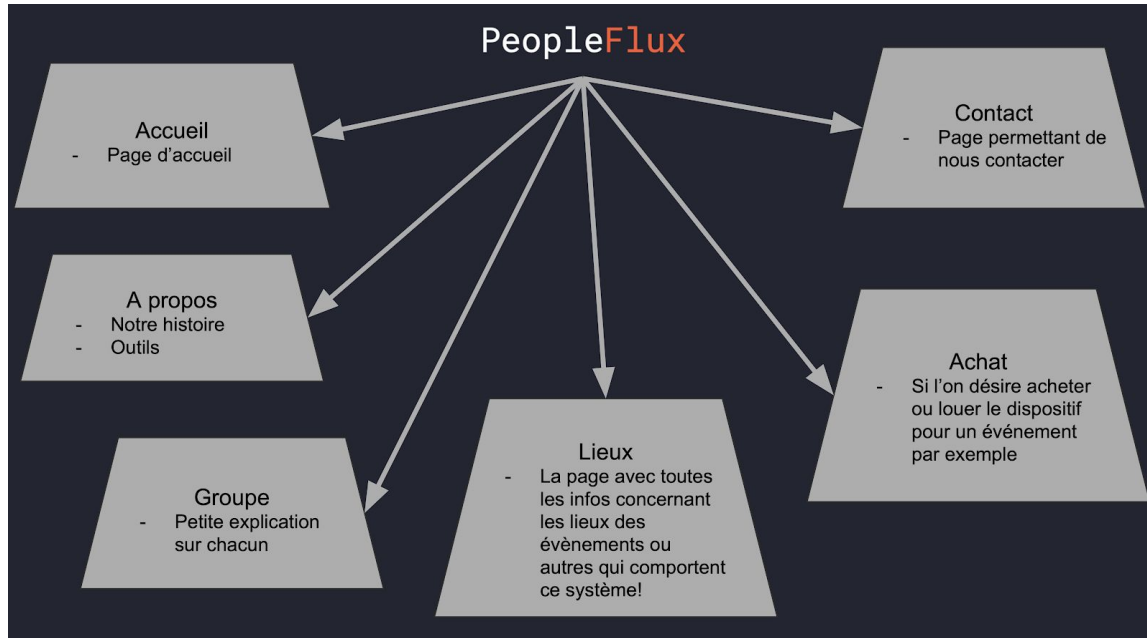 PeopleFlux
Accueil
- Page d'accueil
Contact
- Page permettant de
nous contacter
A propos
- Notre histoire
- Outils
Achat
- Si l'on désire acheter
ou louer le dispositif
pour un événement
par exemple
Groupe
- Petite explication
sur chacun
Lieux
- La page avec toutes
les infos concernant
les lieux des
évènements ou
autres qui comportent
ce système!